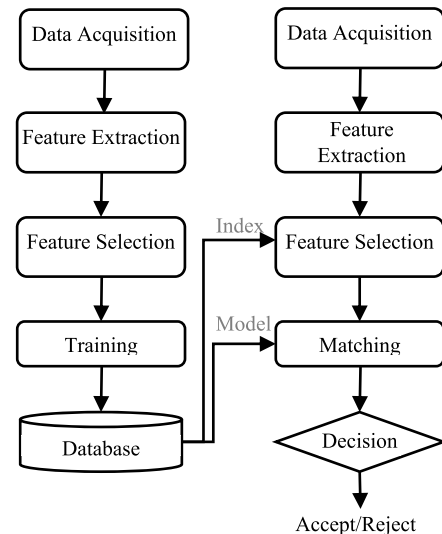 Data Acquisition
Feature Extraction
Feature Selection
Training
Database
Index
Model
Data Acquisition
Feature
Extraction
Feature Selection
Matching
Decision
Accept/Reject